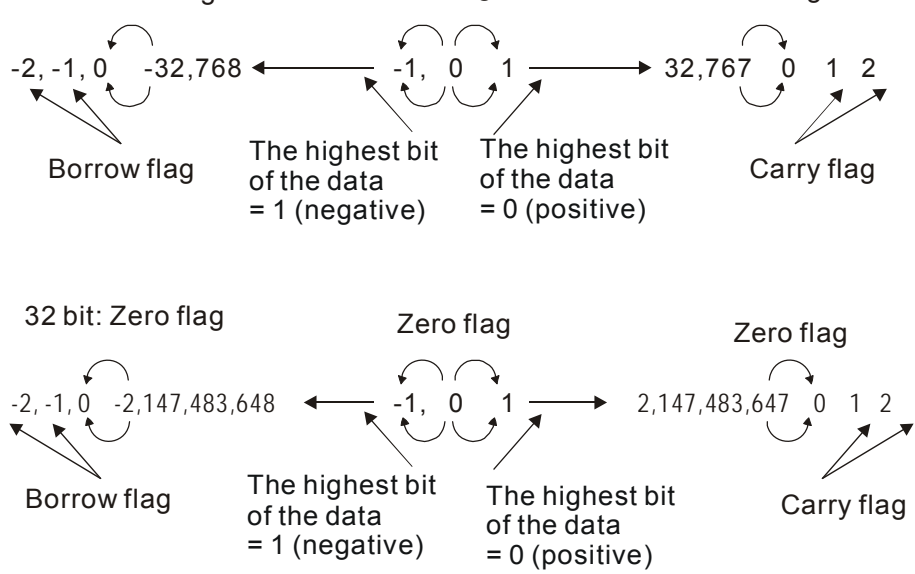 -2, -1, 0 -32,768 -1, 0 1 32,767 0 1 2
Borrow flag
The highest bit
of the data
= 1 (negative)
The highest bit
of the data
= 0 (positive)
Carry flag
32 bit: Zero flag
Zero flag
Zero flag
-2, -1, 0 -2,147,483,648 -1, 0 1 2,147,483,647 0 1 2
Borrow flag
The highest bit
of the data
= 1 (negative)
The highest bit
of the data
= 0 (positive)
Carry flag